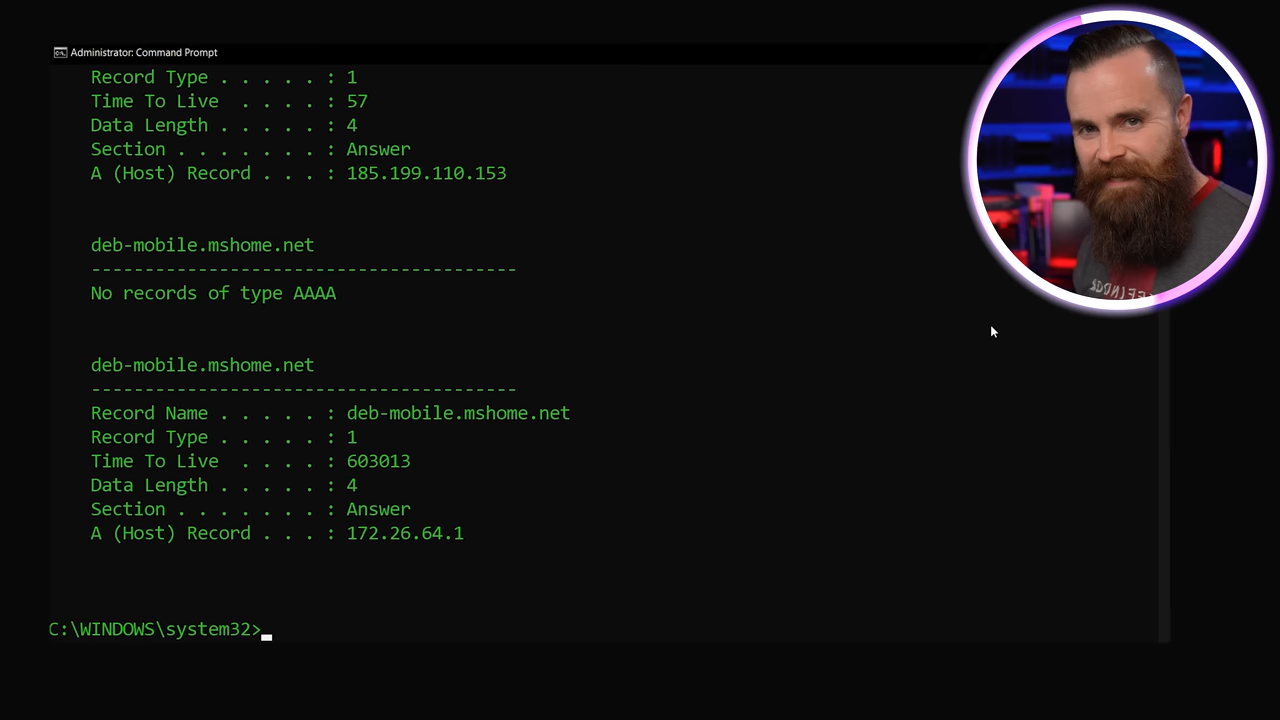 Administrator: Command Prompt
Record Type . . . . . : 1
Time To Live  . . . . : 57
Data Length . . . . . : 4
Section . . . . . . . : Answer
A (Host) Record . . . : 185.199.110.153
deb-mobile.mshome.net
----------------------------------------
No records of type AAAA
deb-mobile.mshome.net
----------------------------------------
Record Name . . . . . : deb-mobile.mshome.net
Record Type . . . . . : 1
Time To Live  . . . . : 603013
Data Length . . . . . : 4
Section . . . . . . . : Answer
A (Host) Record . . . : 172.26.64.1
C:\WINDOWS\system32>